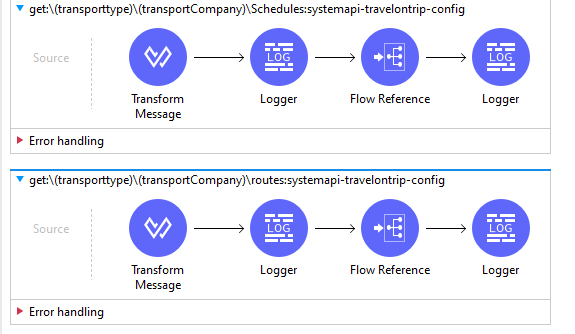 get:\(transporttype)\(transportCompany)\Schedules:systemapi-travelontrip-config
Source
LOG
LOG
Transform Message
Logger
Flow Reference
Logger
Error handling
get:\(transporttype)\(transportCompany)\routes:systemapi-travelontrip-config
Source
LOG
LOG
Transform Message
Logger
Flow Reference
Logger
Error handling